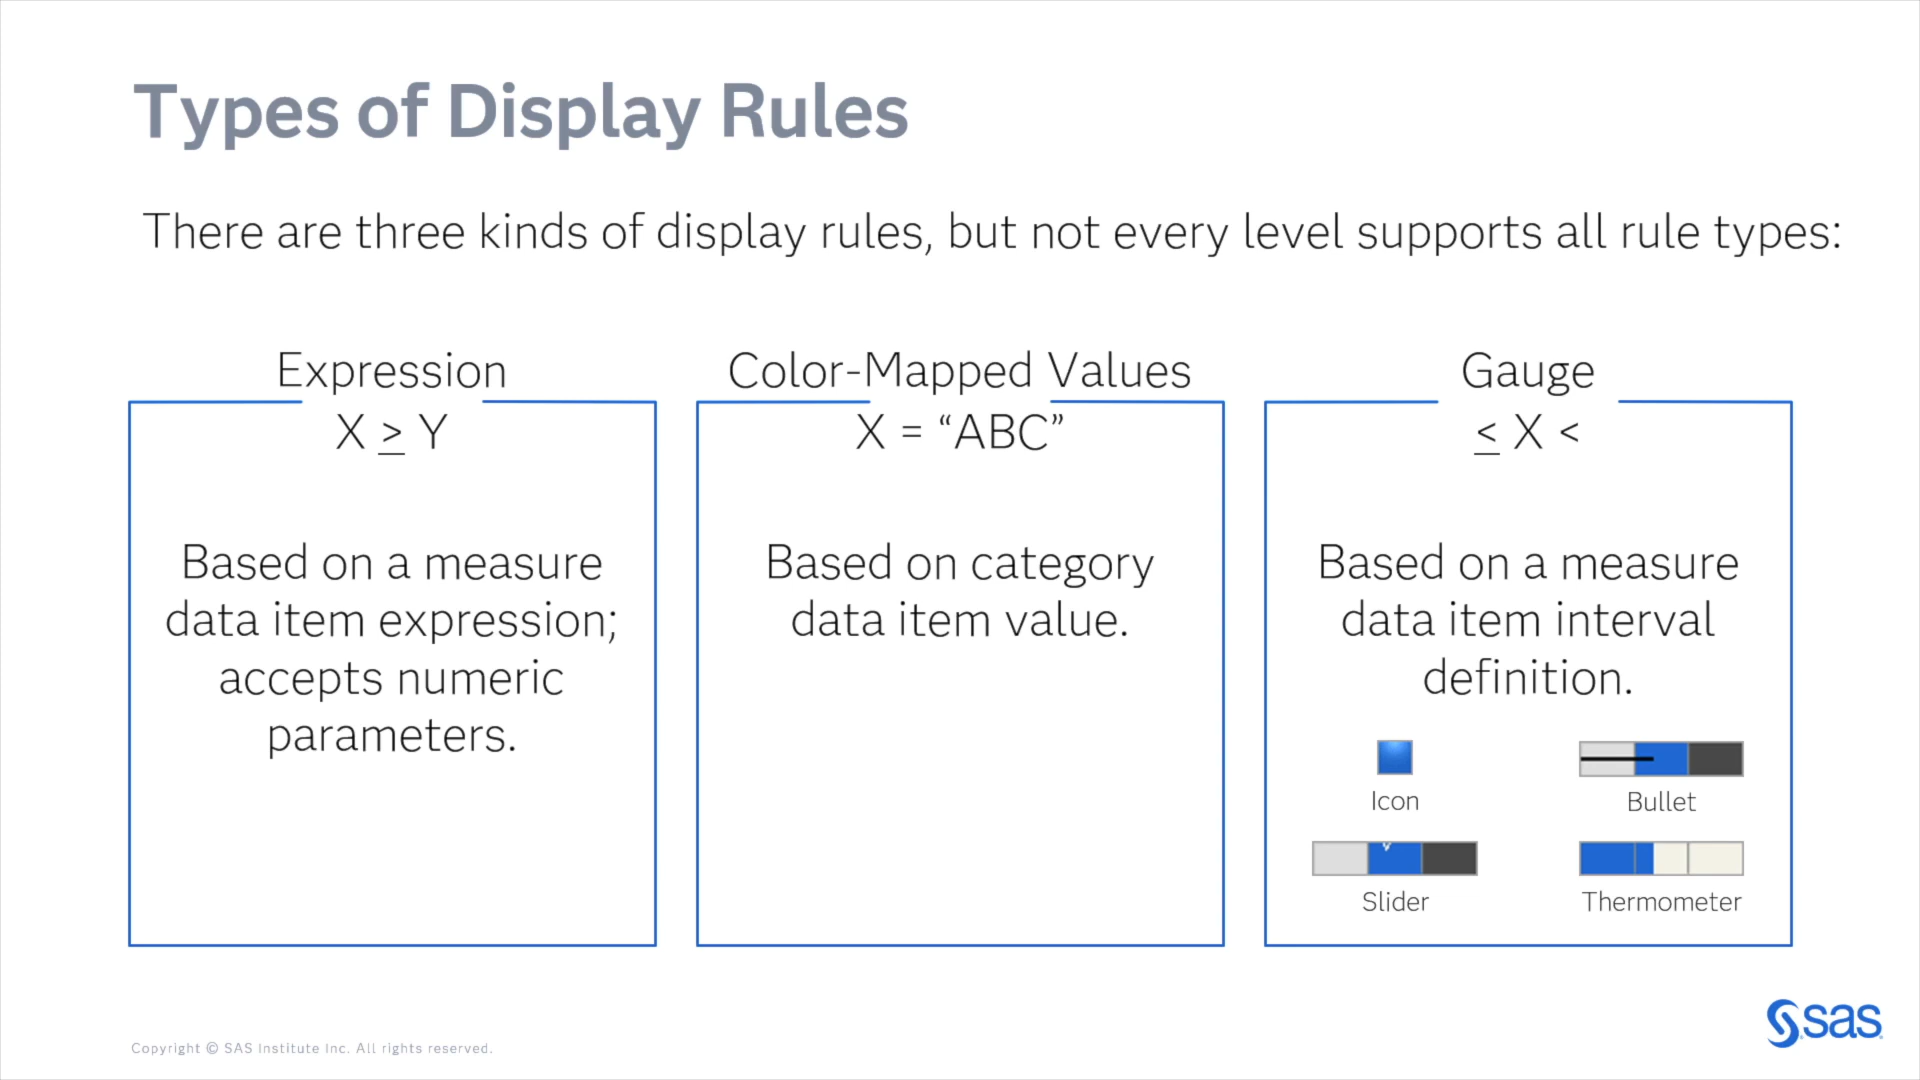 Types of Display Rules
There are three kinds of display rules, but not every level supports all rule types:
Expression
X ≥ Y
Based on a measure
data item expression;
accepts numeric
parameters.
Color-Mapped Values
X = “ABC”
Based on category
data item value.
Gauge
≤ X <
Based on a measure
data item interval
definition.
Icon
Bullet
Slider
Thermometer
Copyright © SAS Institute Inc. All rights reserved.
sas